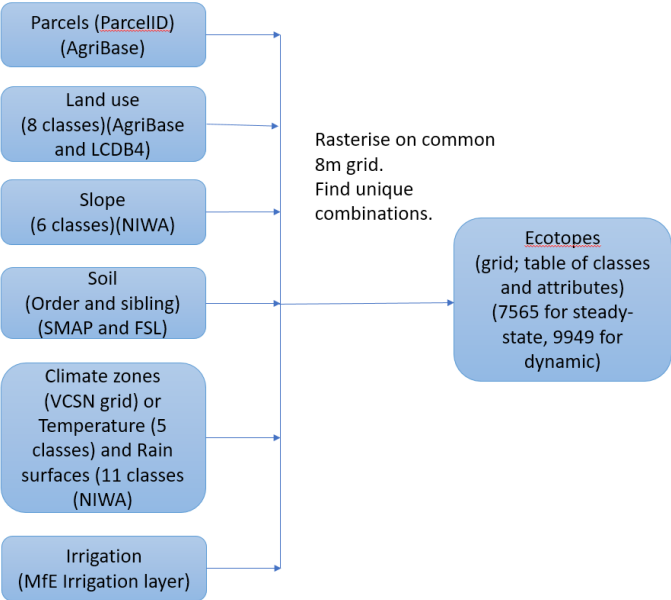 Parcels (ParcelID)
(AgriBase)
Land use
(8 classes)(AgriBase
and LCDB4)
Slope
(6 classes)(NIWA)
Soil
(Order and sibling)
(SMAP and FSL)
Climate zones
(VCSN grid) or
Temperature (5
classes) and Rain
surfaces (11 classes
(NIWA)
Irrigation
(MfE Irrigation layer)
Rasterise on common
8m grid.
Find unique
combinations.
Ecotopes
(grid; table of classes
and attributes)
(7565 for steady-
state, 9949 for
dynamic)